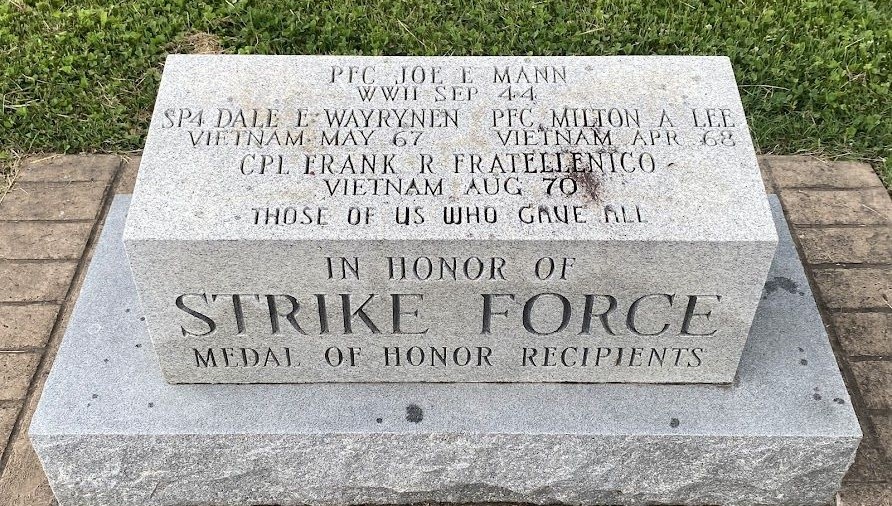 PFC JOE E MANN
WWII SEP 44
SP4 DALE E WAYRYNEN PFC MILTON A LEE
VIETNAM MAY 67 VIETNAM APR 68
CPL FRANK R FRATELLENICO
VIETNAM AUG 70
THOSE OF US WHO GAVE ALL
IN HONOR OF
STRIKE FORCE
MEDAL OF HONOR RECIPIENTS